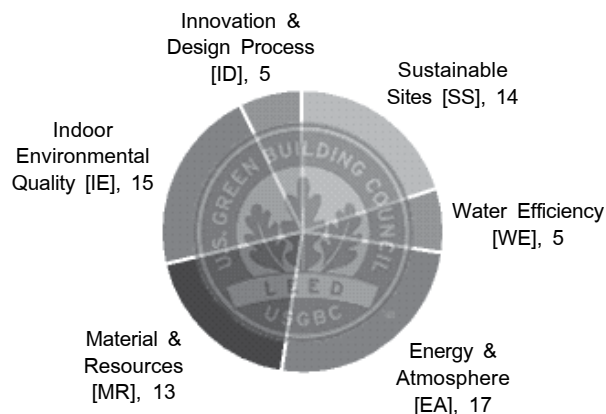 Innovation &
Design Process
[ID], 5
Sustainable
Sites [SS], 14
Indoor
Environmental
Quality [IE], 15
Water Efficiency
[WE], 5
U.S. GREEN BUILDING COUNCIL
LEED
USGBC
Material &
Resources
[MR], 13
Energy &
Atmosphere
[EA], 17